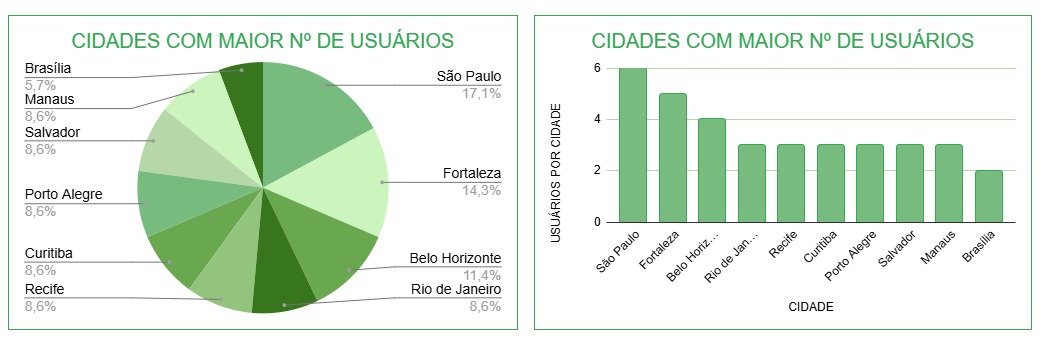 CIDADES COM MAIOR Nº DE USUÁRIOS
Brasília
5,7%
Manaus
8,6%
Salvador
8,6%
Porto Alegre
8,6%
Curitiba
8,6%
Recife
8,6%
São Paulo
17,1%
Fortaleza
14,3%
Belo Horizonte
11,4%
Rio de Janeiro
8,6%
CIDADES COM MAIOR Nº DE USUÁRIOS
USUÁRIOS POR CIDADE
6
4
2
0
São Paulo
Fortaleza
Belo Horiz…
Rio de Jan…
Recife
Curitiba
Porto Alegre
Salvador
Manaus
Brasília
CIDADE